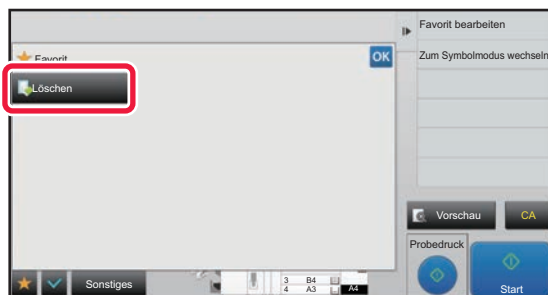 Favorit bearbeiten
Favorit
OK
Zum Symbolmodus wechseln
Löschen
Vorschau
CA
Probedruck
Sonstiges
3 B4
4 A3
A4
Start